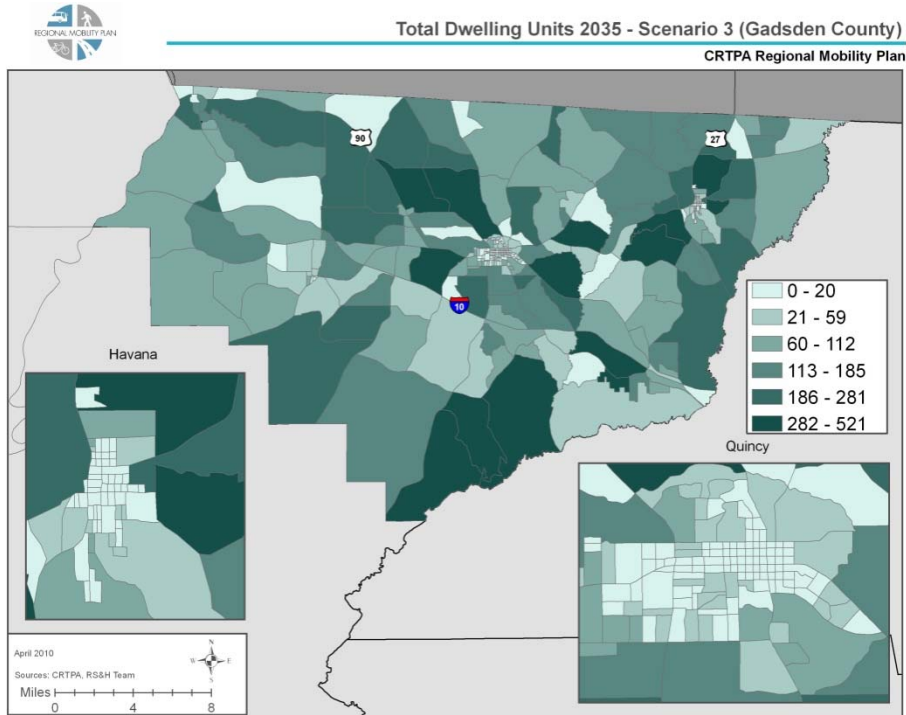 REGIONAL MOBILITY PLAN
Total Dwelling Units 2035 - Scenario 3 (Gadsden County)
CRTPA Regional Mobility Plan
90
27
10
0 - 20
21 - 59
60 - 112
113 - 185
186 - 281
282 - 521
Havana
Quincy
April 2010
Sources: CRTPA, RS&H Team
N
W
E
S
Miles
0 4 8